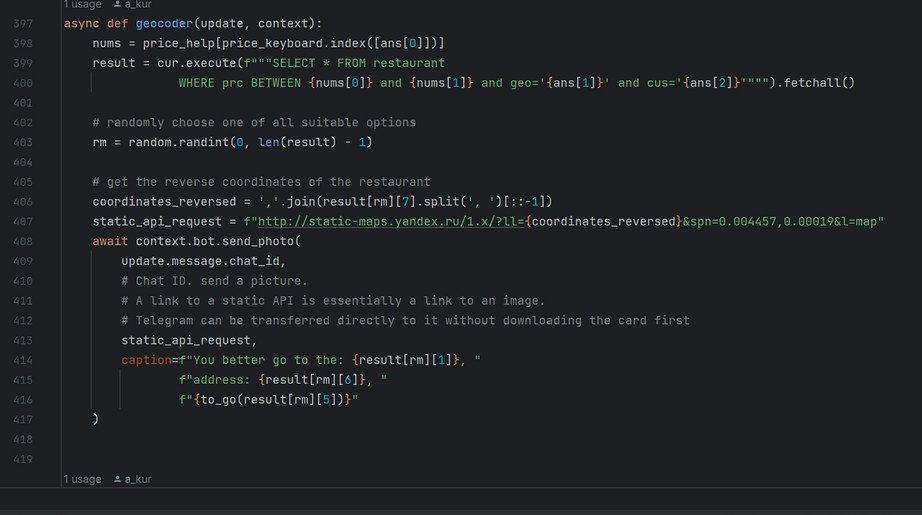 1 usage a_kur
397 async def geocoder(update, context):
398 nums = price_help[price_keyboard.index([ans[0]])]
399 result = cur.execute(f"""SELECT * FROM restaurant
400 WHERE prc BETWEEN {nums[0]} and {nums[1]} and geo='{ans[1]}' and cus='{ans[2]}'""").fetchall()
401
402 # randomly choose one of all suitable options
403 rm = random.randint(0, len(result) - 1)
404
405 # get the reverse coordinates of the restaurant
406 coordinates_reversed = ','.join(result[rm][7].split(', ')[::-1])
407 static_api_request = f"http://static-maps.yandex.ru/1.x/?ll={coordinates_reversed}&spn=0.004457,0.00019&l=map"
408 await context.bot.send_photo(
409 update.message.chat_id,
410 # Chat ID. send a picture.
411 # A link to a static API is essentially a link to an image.
412 # Telegram can be transferred directly to it without downloading the card first
413 static_api_request,
414 caption=f"You better go to the: {result[rm][1]}, "
415 f"address: {result[rm][6]}, "
416 f"{to_go(result[rm][5])}"
417 )
418
419
1 usage a_kur